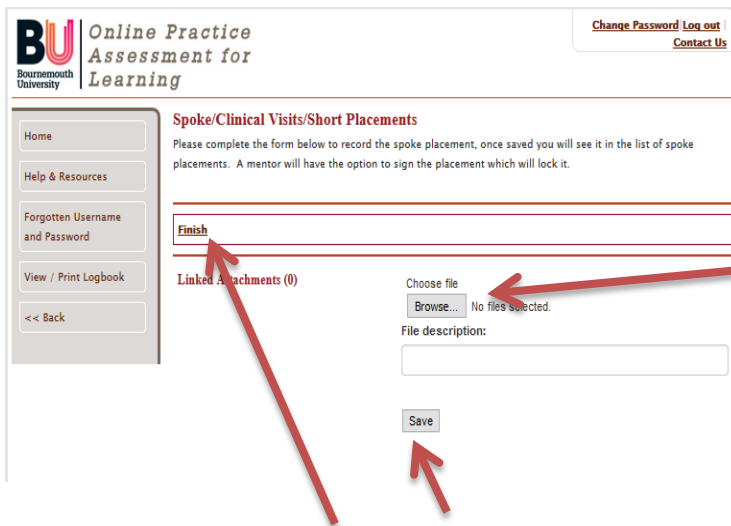 BU
Bournemouth
University
Online Practice
Assessment for
Learning
Change Password|Log out |
Contact Us
Home
Help & Resources
Forgotten Username
and Password
View / Print Logbook
<< Back
Spoke/Clinical Visits/Short Placements
Please complete the form below to record the spoke placement, once saved you will see it in the list of spoke
placements. A mentor will have the option to sign the placement which will lock it.
Finish
Linked Attachments (0)
Choose file
Browse... No files selected.
File description:
Save